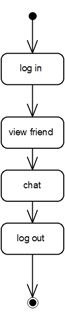 log in
view friend
chat
log out